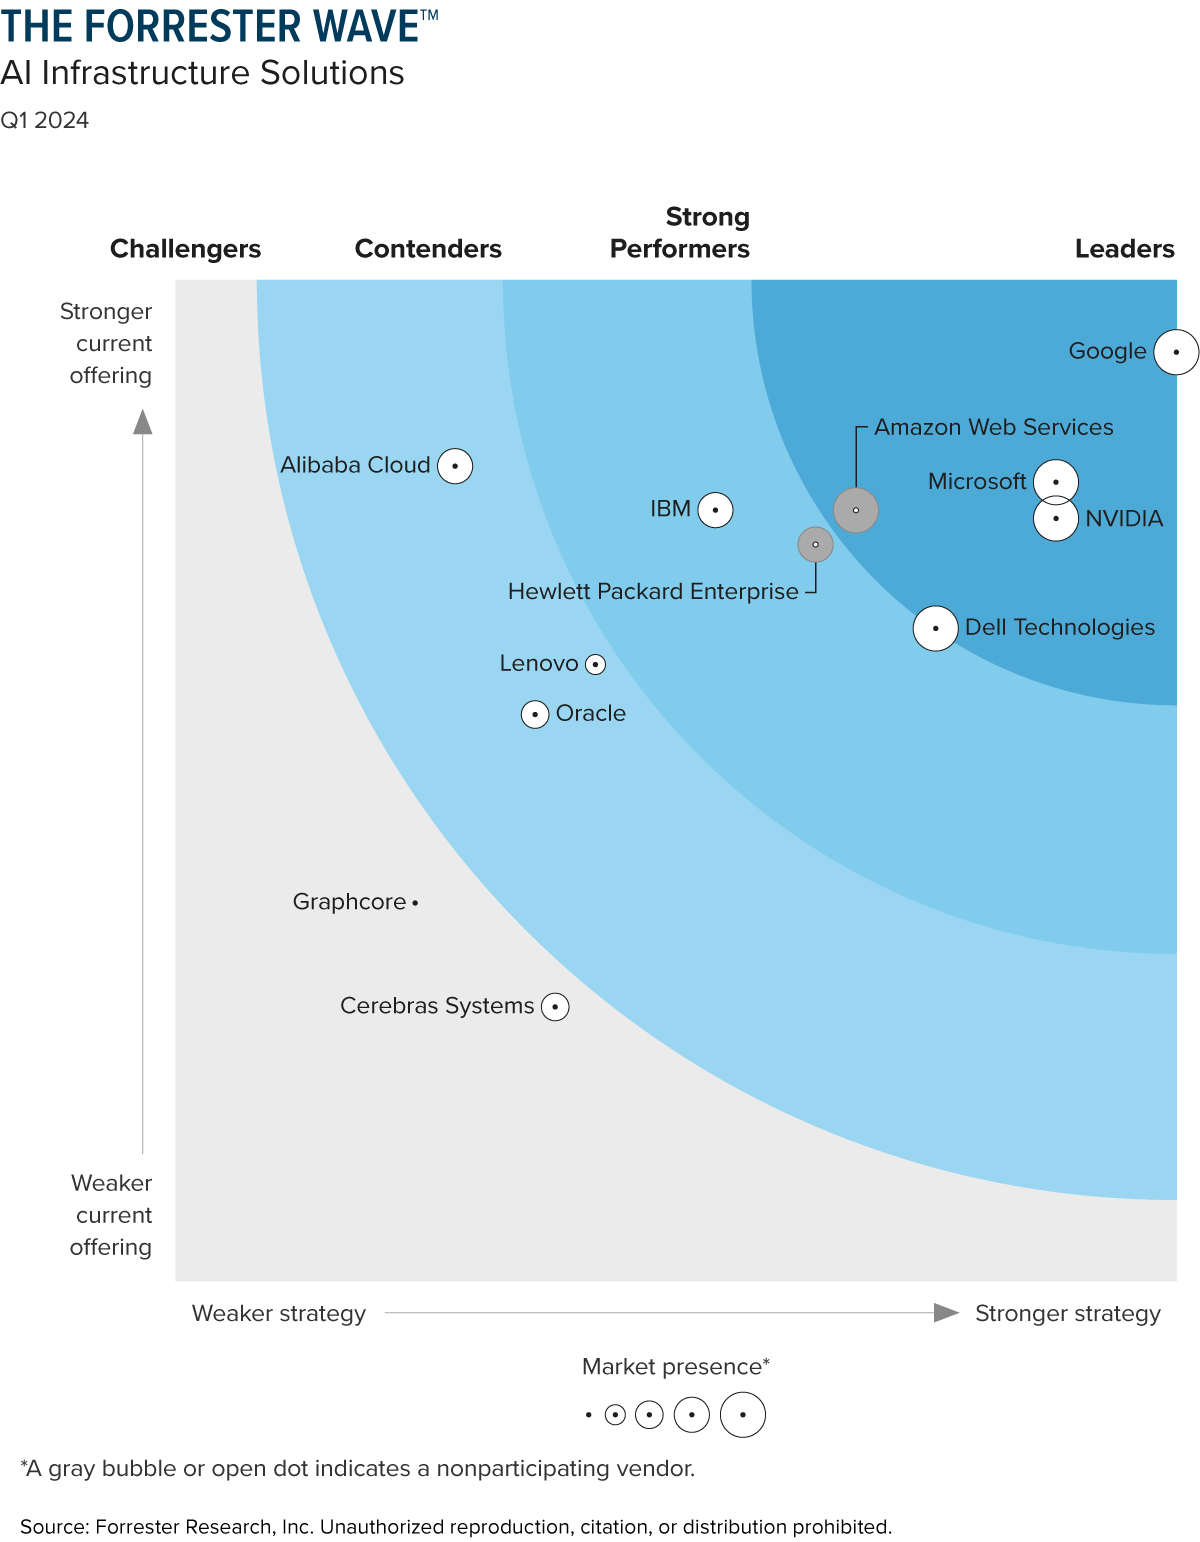 THE FORRESTER WAVE™
AI Infrastructure Solutions
Q1 2024
Challengers
Contenders
Strong
Performers
Leaders
Stronger
current
offering
Google
Amazon Web Services
Alibaba Cloud
Microsoft
IBM
NVIDIA
Hewlett Packard Enterprise
Dell Technologies
Lenovo
Oracle
Graphcore
Cerebras Systems
Weaker
current
offering
Weaker strategy
Stronger strategy
Market presence*
*A gray bubble or open dot indicates a nonparticipating vendor.
Source: Forrester Research, Inc. Unauthorized reproduction, citation, or distribution prohibited.